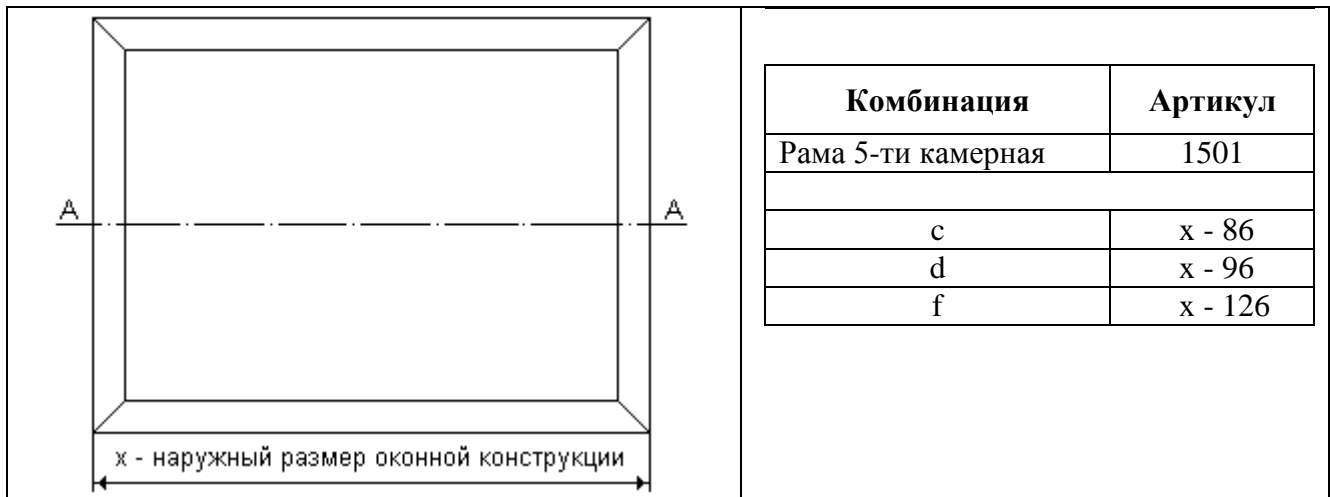 Комбинация Артикул
Рама 5-ти камерная 1501
A A
c x - 86
d x - 96
f x - 126
x - наружный размер оконной конструкции